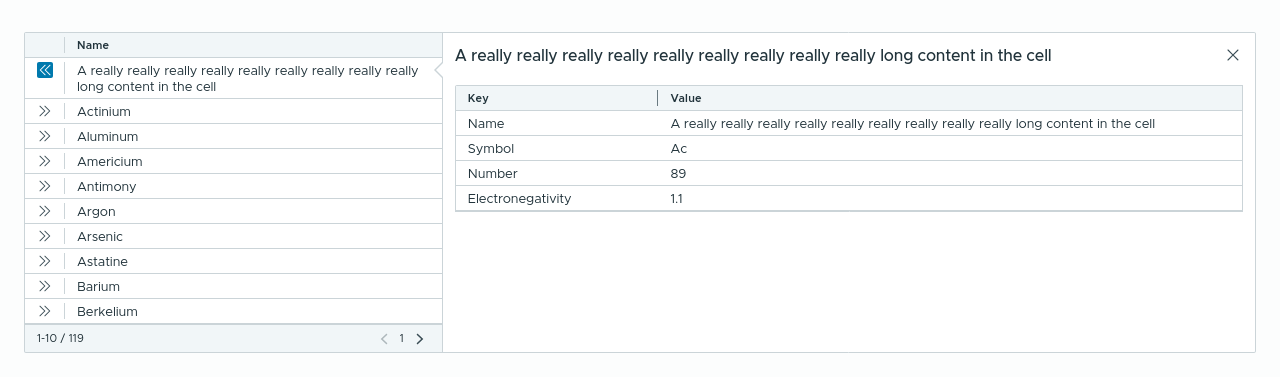 Name
A really really really really really really really really really
long content in the cell
Actinium
Aluminum
Americium
Antimony
Argon
Arsenic
Astatine
Barium
Berkelium
1-10 / 119
1
A really really really really really really really really really long content in the cell
Key Value
Name A really really really really really really really really really long content in the cell
Symbol Ac
Number 89
Electronegativity 1.1